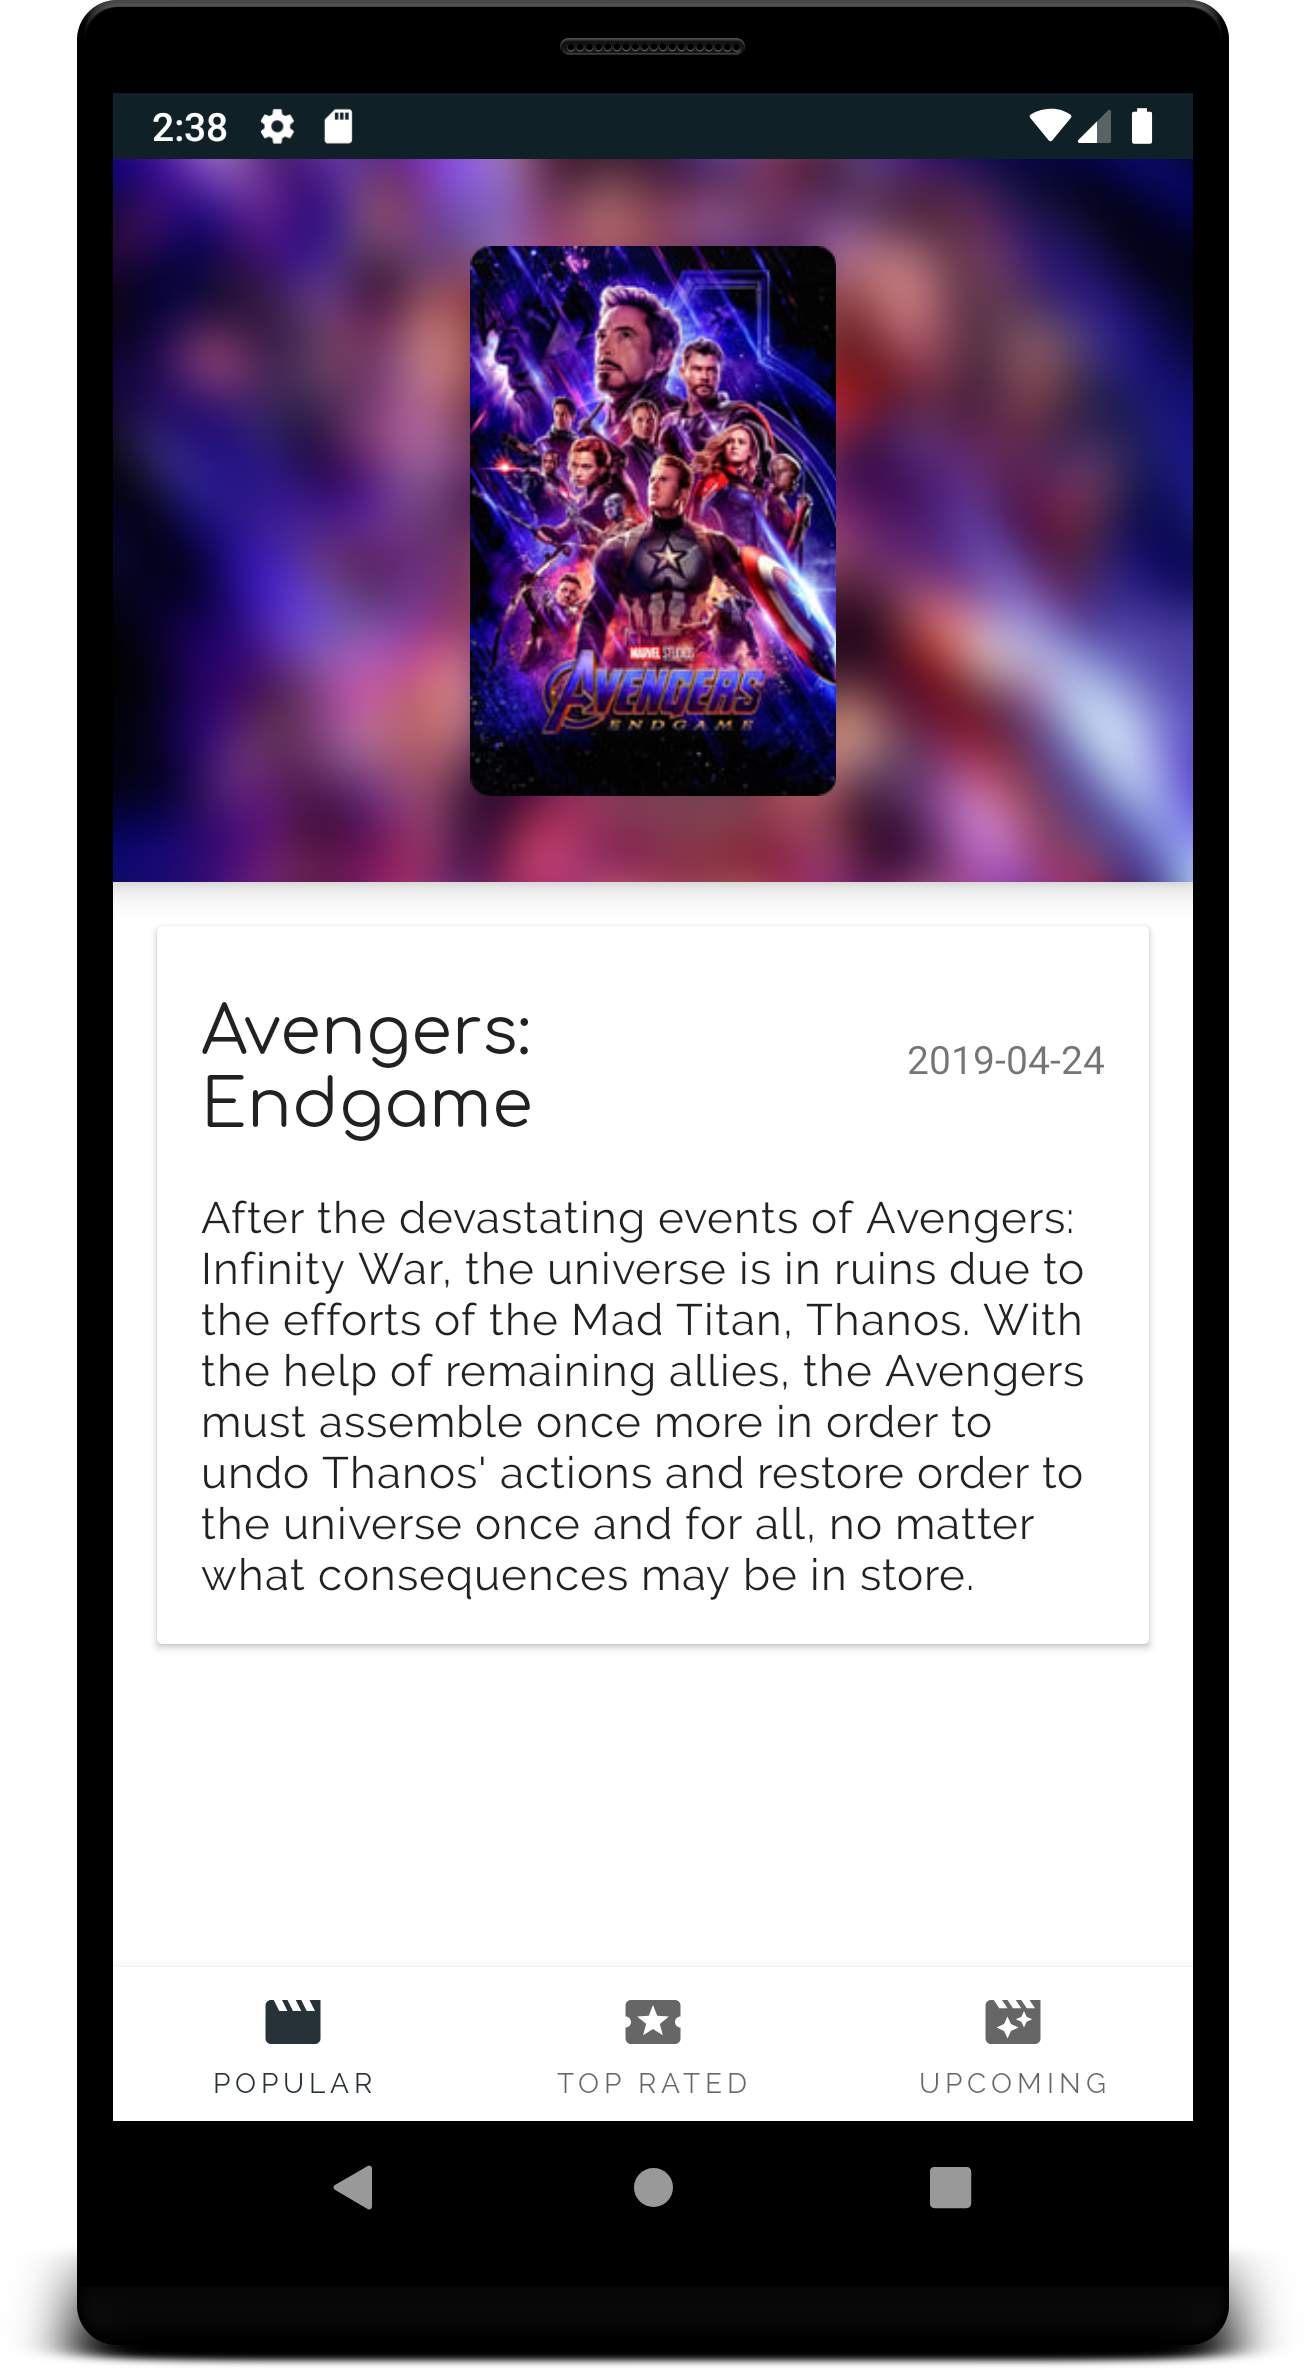 2:38
MARVEL STUDIOS
AVENGERS
ENDGAME
Avengers:
Endgame
2019-04-24
After the devastating events of Avengers:
Infinity War, the universe is in ruins due to
the efforts of the Mad Titan, Thanos. With
the help of remaining allies, the Avengers
must assemble once more in order to
undo Thanos' actions and restore order to
the universe once and for all, no matter
what consequences may be in store.
POPULAR
TOP RATED
UPCOMING